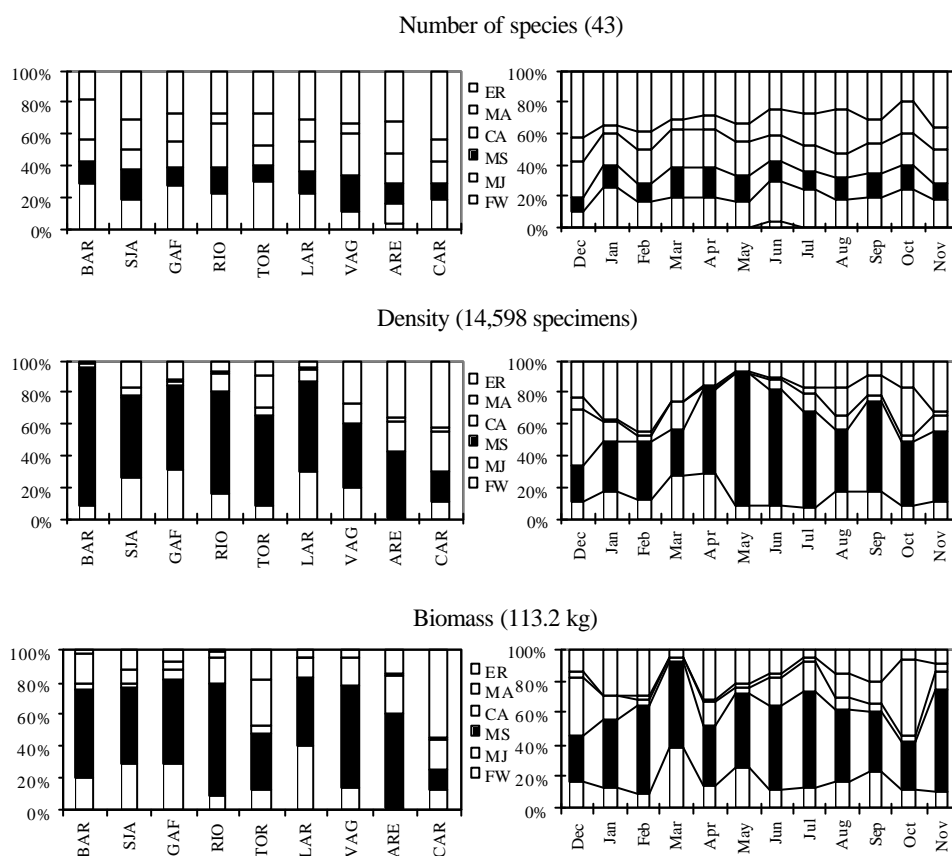 Number of species (43)
100%
80%
60%
40%
20%
0%
BAR
SJA
GAF
RIO
TOR
LAR
VAG
ARE
CAR
ER
MA
CA
MS
MJ
FW
100%
80%
60%
40%
20%
0%
Dec
Jan
Feb
Mar
Apr
May
Jun
Jul
Aug
Sep
Oct
Nov
Density (14,598 specimens)
100%
80%
60%
40%
20%
0%
BAR
SJA
GAF
RIO
TOR
LAR
VAG
ARE
CAR
ER
MA
CA
MS
MJ
FW
100%
80%
60%
40%
20%
0%
Dec
Jan
Feb
Mar
Apr
May
Jun
Jul
Aug
Sep
Oct
Nov
Biomass (113.2 kg)
100%
80%
60%
40%
20%
0%
BAR
SJA
GAF
RIO
TOR
LAR
VAG
ARE
CAR
ER
MA
CA
MS
MJ
FW
100%
80%
60%
40%
20%
0%
Dec
Jan
Feb
Mar
Apr
May
Jun
Jul
Aug
Sep
Oct
Nov